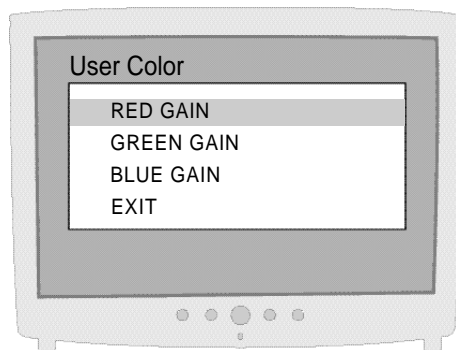 User Color
RED GAIN
GREEN GAIN
BLUE GAIN
EXIT